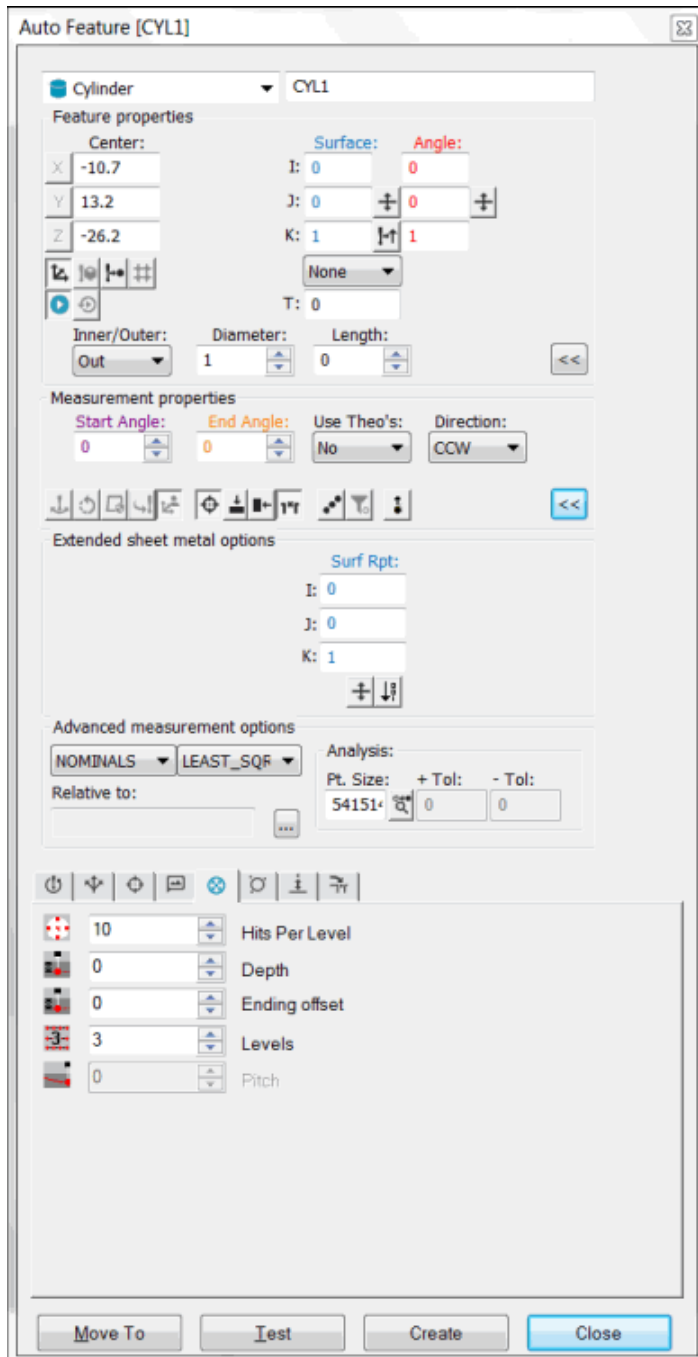 Auto Feature [CYL1]
Cylinder CYL1
Feature properties
Center: Surface: Angle:
X -10.7 I: 0 0
Y 13.2 J: 0 0
Z -26.2 K: 1 1
None
T: 0
Inner/Outer: Diameter: Length:
Out 1 0 <<
Measurement properties
Start Angle: End Angle: Use Theo's: Direction:
0 0 No CCW
<<
Extended sheet metal options
Surf Rpt:
I: 0
J: 0
K: 1
Advanced measurement options
NOMINALS LEAST_SQR Analysis:
Pt. Size: + Tol: - Tol:
Relative to: 54151 0 0
...
10 Hits Per Level
0 Depth
0 Ending offset
3 Levels
0 Pitch
Move To Test Create Close